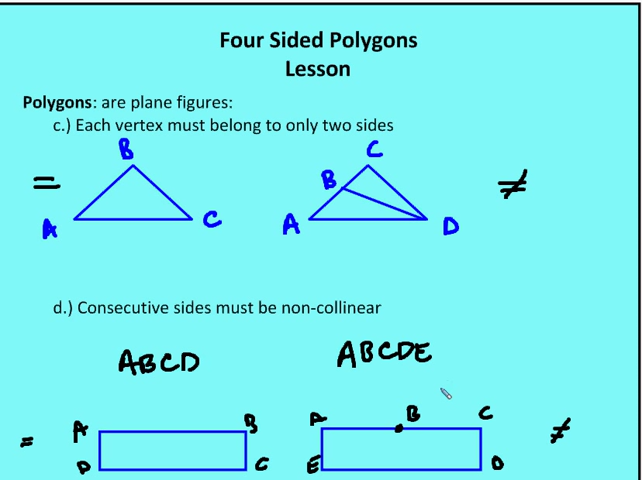 Four Sided Polygons
Lesson
Polygons: are plane figures:
c.) Each vertex must belong to only two sides
B C
= B ≠
A C A D
d.) Consecutive sides must be non-collinear
ABCD ABCDE
A B A B C
= ≠
D C E D